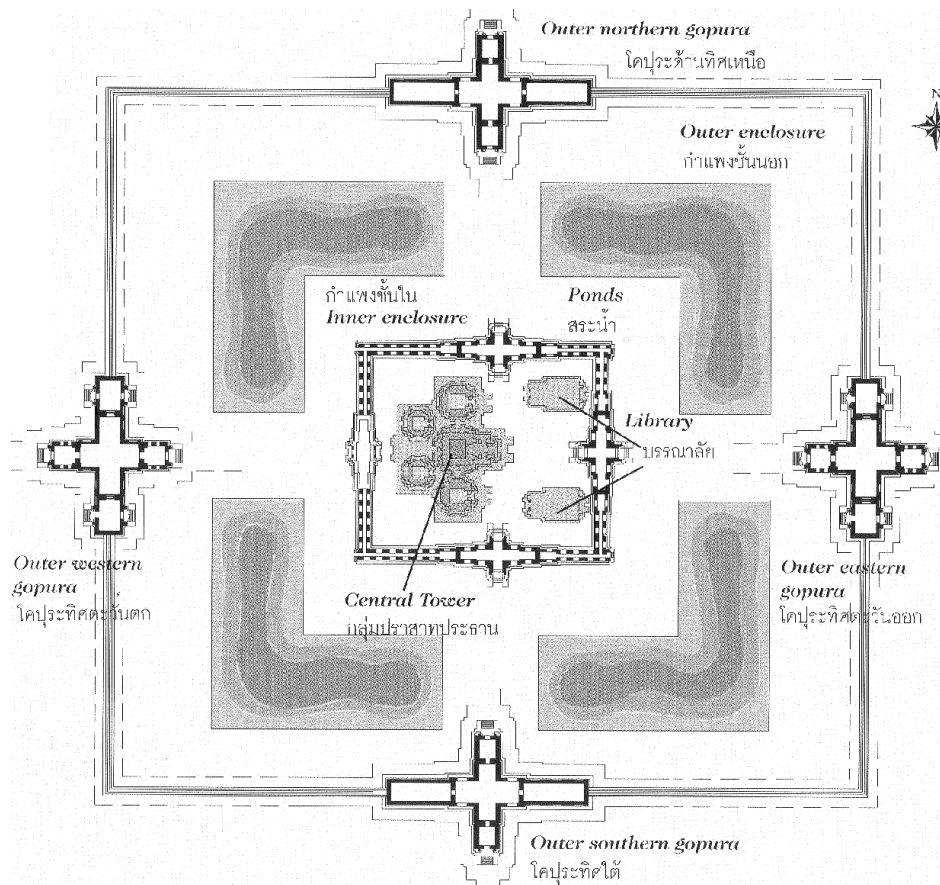 Outer northern gopura
โคปุระด้านทิศเหนือ
N
Outer enclosure
กำแพงชั้นนอก
กำแพงชั้นใน
Inner enclosure
Ponds
สระน้ำ
Library
บรรณาลัย
Outer western
gopura
โคปุระทิศตะวันตก
Central Tower
กลุ่มปราสาทประธาน
Outer eastern
gopura
โคปุระทิศตะวันออก
Outer southern gopura
โคปุระทิศใต้